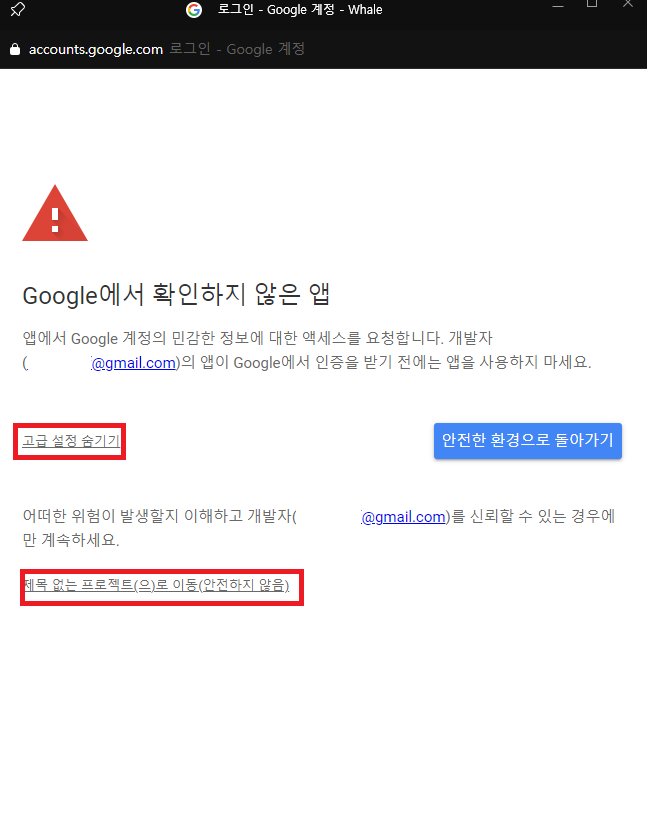 로그인 - Google 계정 - Whale
accounts.google.com 로그인 - Google 계정
Google에서 확인하지 않은 앱
앱에서 Google 계정의 민감한 정보에 대한 액세스를 요청합니다. 개발자
( @gmail.com)의 앱이 Google에서 인증을 받기 전에는 앱을 사용하지 마세요.
고급 설정 숨기기
안전한 환경으로 돌아가기
어떠한 위험이 발생할지 이해하고 개발자( @gmail.com)를 신뢰할 수 있는 경우에
만 계속하세요.
제목 없는 프로젝트(으)로 이동(안전하지 않음)